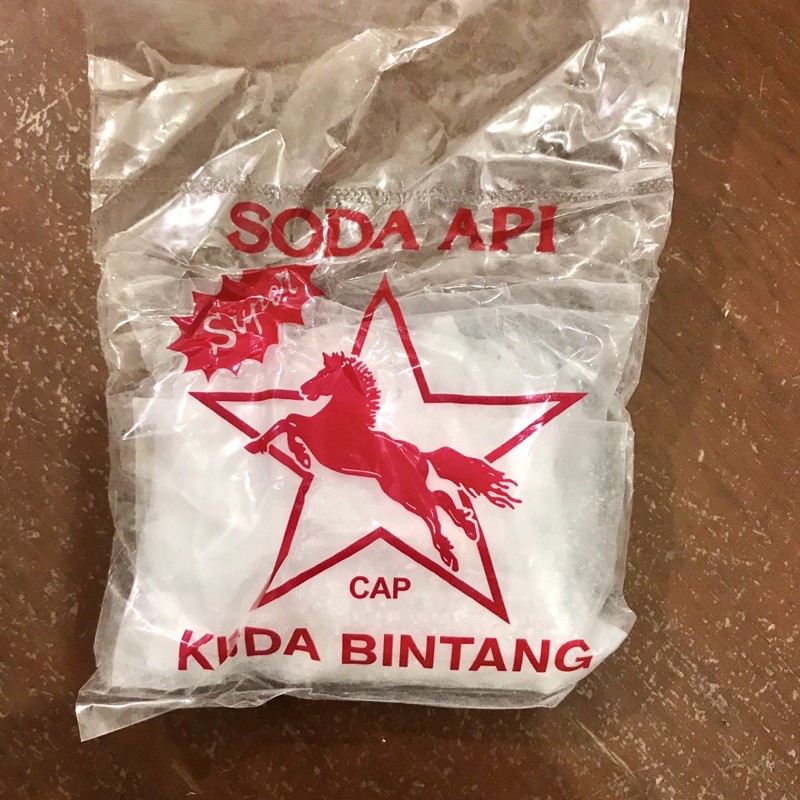 SODA API
Super
CAP
KUDA BINTANG